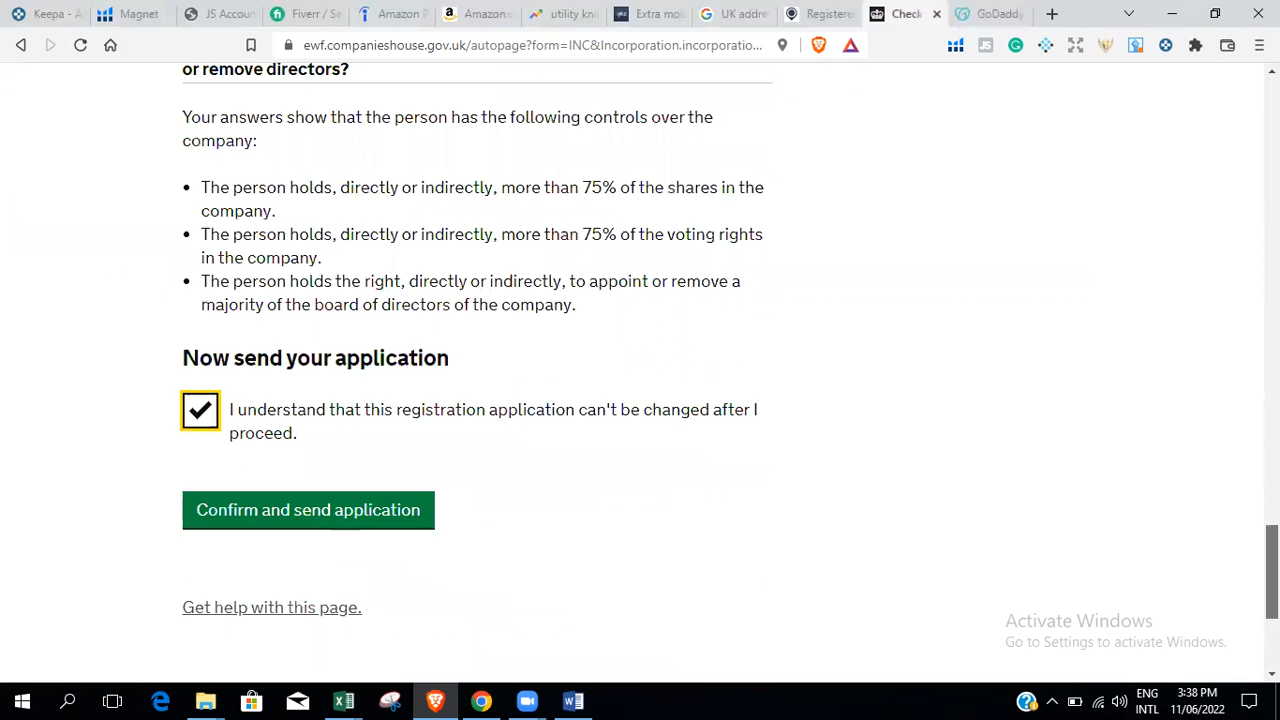 Keepa - A
Magnet
JS Accoun
Fiverr / Se
Amazon P
Amazon.
utility kni
Extra mol
UK addre
Registere
Check
GoDaddy
ewf.companieshouse.gov.uk/autopage?form=INC&Incorporation.incorporatio...
or remove directors?
Your answers show that the person has the following controls over the
company:
• The person holds, directly or indirectly, more than 75% of the shares in the
company.
• The person holds, directly or indirectly, more than 75% of the voting rights
in the company.
• The person holds the right, directly or indirectly, to appoint or remove a
majority of the board of directors of the company.
Now send your application
I understand that this registration application can't be changed after I
proceed.
Confirm and send application
Get help with this page.
Activate Windows
Go to Settings to activate Windows.
ENG
INTL
3:38 PM
11/06/2022